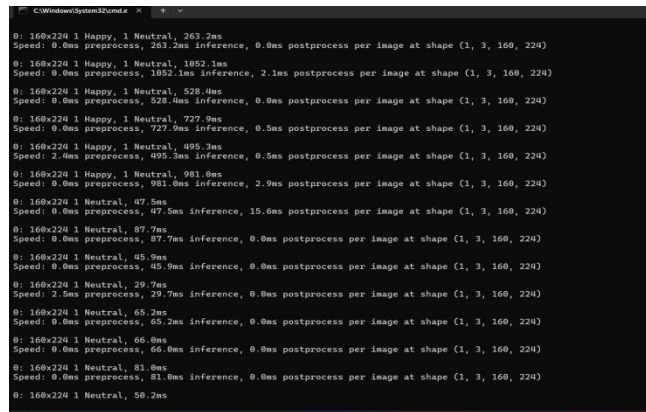 C:\Windows\System32\cmd.e
0: 160x224 1 Happy, 1 Neutral, 263.2ms
Speed: 0.0ms preprocess, 263.2ms inference, 0.0ms postprocess per image at shape (1, 3, 160, 224)
0: 160x224 1 Happy, 1 Neutral, 1052.1ms
Speed: 0.0ms preprocess, 1052.1ms inference, 2.1ms postprocess per image at shape (1, 3, 160, 224)
0: 160x224 1 Happy, 1 Neutral, 528.4ms
Speed: 0.0ms preprocess, 528.4ms inference, 0.0ms postprocess per image at shape (1, 3, 160, 224)
0: 160x224 1 Happy, 1 Neutral, 727.9ms
Speed: 0.0ms preprocess, 727.9ms inference, 0.5ms postprocess per image at shape (1, 3, 160, 224)
0: 160x224 1 Happy, 1 Neutral, 495.3ms
Speed: 2.4ms preprocess, 495.3ms inference, 0.5ms postprocess per image at shape (1, 3, 160, 224)
0: 160x224 1 Happy, 1 Neutral, 981.0ms
Speed: 0.0ms preprocess, 981.0ms inference, 2.9ms postprocess per image at shape (1, 3, 160, 224)
0: 160x224 1 Neutral, 47.5ms
Speed: 0.0ms preprocess, 47.5ms inference, 15.6ms postprocess per image at shape (1, 3, 160, 224)
0: 160x224 1 Neutral, 87.7ms
Speed: 0.0ms preprocess, 87.7ms inference, 0.0ms postprocess per image at shape (1, 3, 160, 224)
0: 160x224 1 Neutral, 45.9ms
Speed: 0.0ms preprocess, 45.9ms inference, 0.0ms postprocess per image at shape (1, 3, 160, 224)
0: 160x224 1 Neutral, 29.7ms
Speed: 2.5ms preprocess, 29.7ms inference, 0.0ms postprocess per image at shape (1, 3, 160, 224)
0: 160x224 1 Neutral, 65.2ms
Speed: 0.0ms preprocess, 65.2ms inference, 0.0ms postprocess per image at shape (1, 3, 160, 224)
0: 160x224 1 Neutral, 66.0ms
Speed: 0.0ms preprocess, 66.0ms inference, 0.0ms postprocess per image at shape (1, 3, 160, 224)
0: 160x224 1 Neutral, 81.0ms
Speed: 0.0ms preprocess, 81.0ms inference, 0.0ms postprocess per image at shape (1, 3, 160, 224)
0: 160x224 1 Neutral, 50.2ms